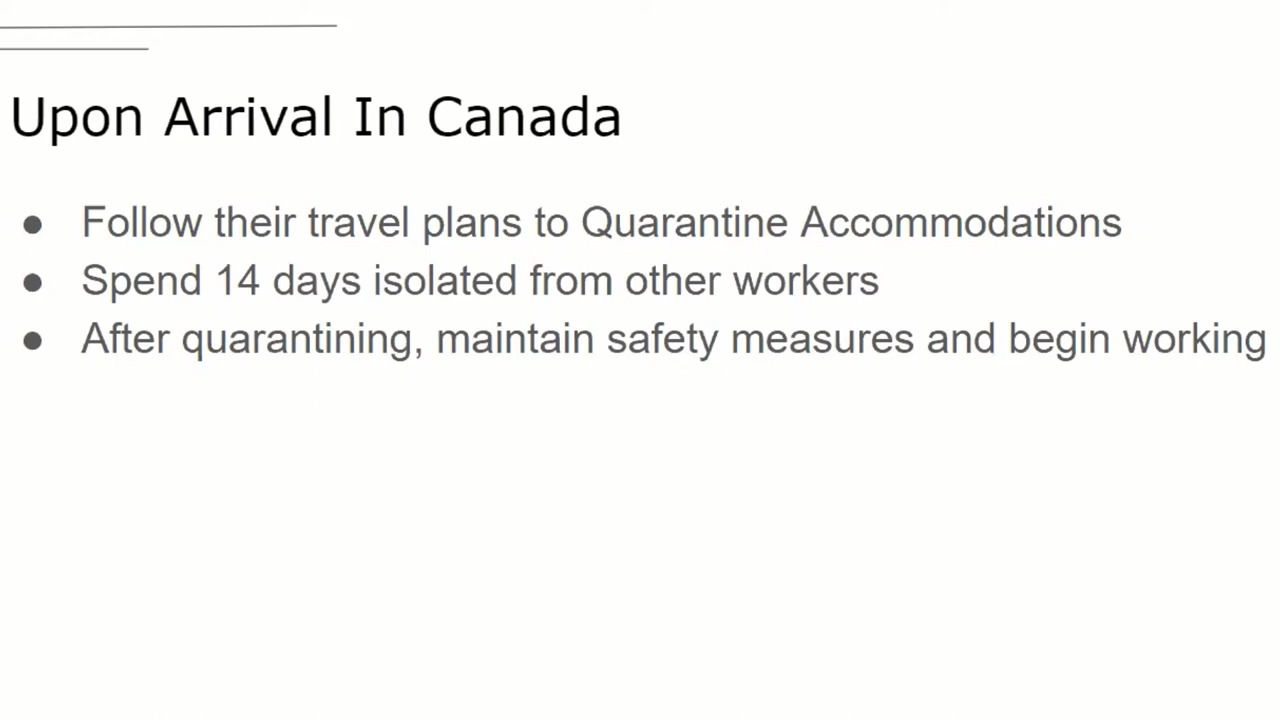 Upon Arrival In Canada
● Follow their travel plans to Quarantine Accommodations
● Spend 14 days isolated from other workers
● After quarantining, maintain safety measures and begin working